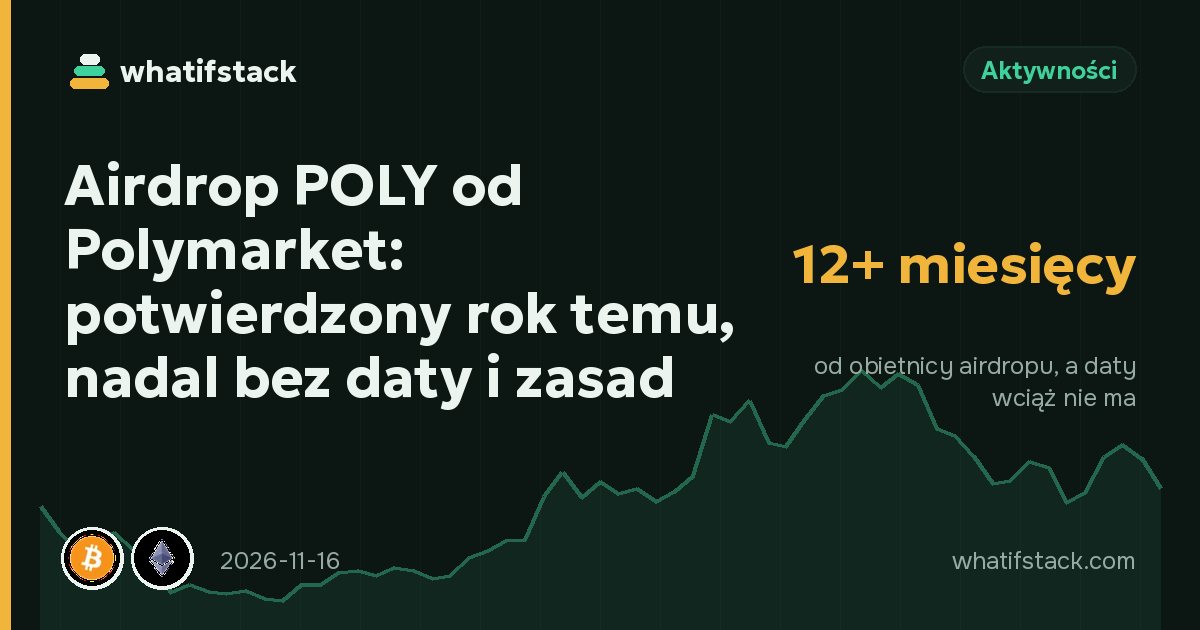 whatifstack
Aktywności
Airdrop POLY od
Polymarket:
potwierdzony rok temu,
nadal bez daty i zasad
12+ miesięcy
od obietnicy airdropu, a daty
wciąż nie ma
2026-11-16
whatifstack.com